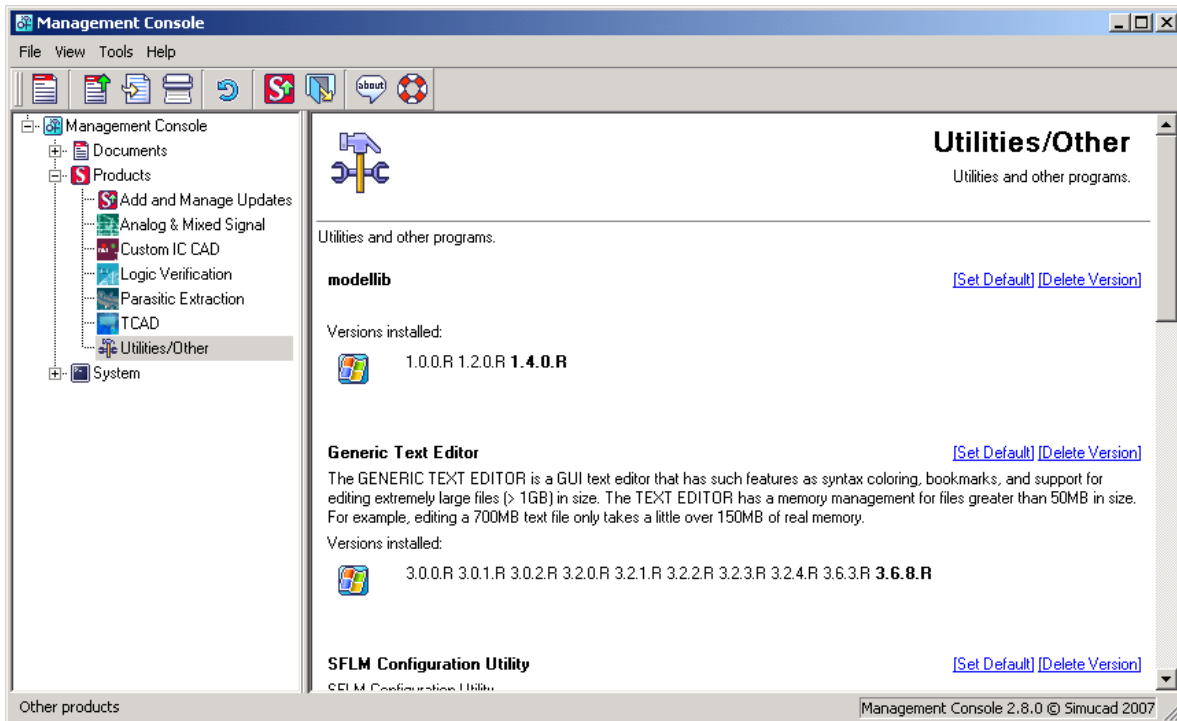 Management Console
File View Tools Help
about
Management Console
Documents
Products
Add and Manage Updates
Analog & Mixed Signal
Custom IC CAD
Logic Verification
Parasitic Extraction
TCAD
Utilities/Other
System
Utilities/Other
Utilities and other programs.
Utilities and other programs.
modellib [Set Default] [Delete Version]
Versions installed:
1.0.0.R 1.2.0.R 1.4.0.R
Generic Text Editor [Set Default] [Delete Version]
The GENERIC TEXT EDITOR is a GUI text editor that has such features as syntax coloring, bookmarks, and support for
editing extremely large files (> 1GB) in size. The TEXT EDITOR has a memory management for files greater than 50MB in size.
For example, editing a 700MB text file only takes a little over 150MB of real memory.
Versions installed:
3.0.0.R 3.0.1.R 3.0.2.R 3.2.0.R 3.2.1.R 3.2.2.R 3.2.3.R 3.2.4.R 3.6.3.R 3.6.8.R
SFLM Configuration Utility [Set Default] [Delete Version]
SFLM Configuration Utility
Other products
Management Console 2.8.0 © Simucad 2007